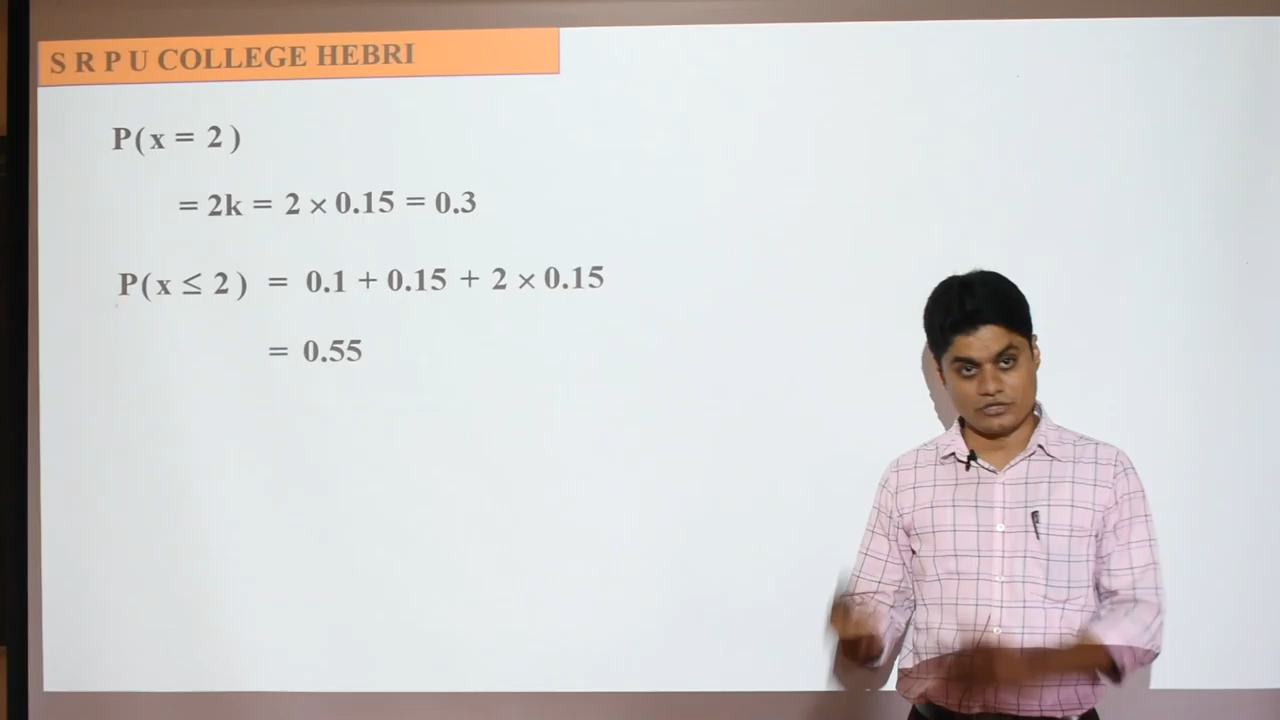 S R P U COLLEGE HEBRI
P( x = 2 )
= 2k = 2 × 0.15 = 0.3
P( x ≤ 2 ) = 0.1 + 0.15 + 2 × 0.15
= 0.55